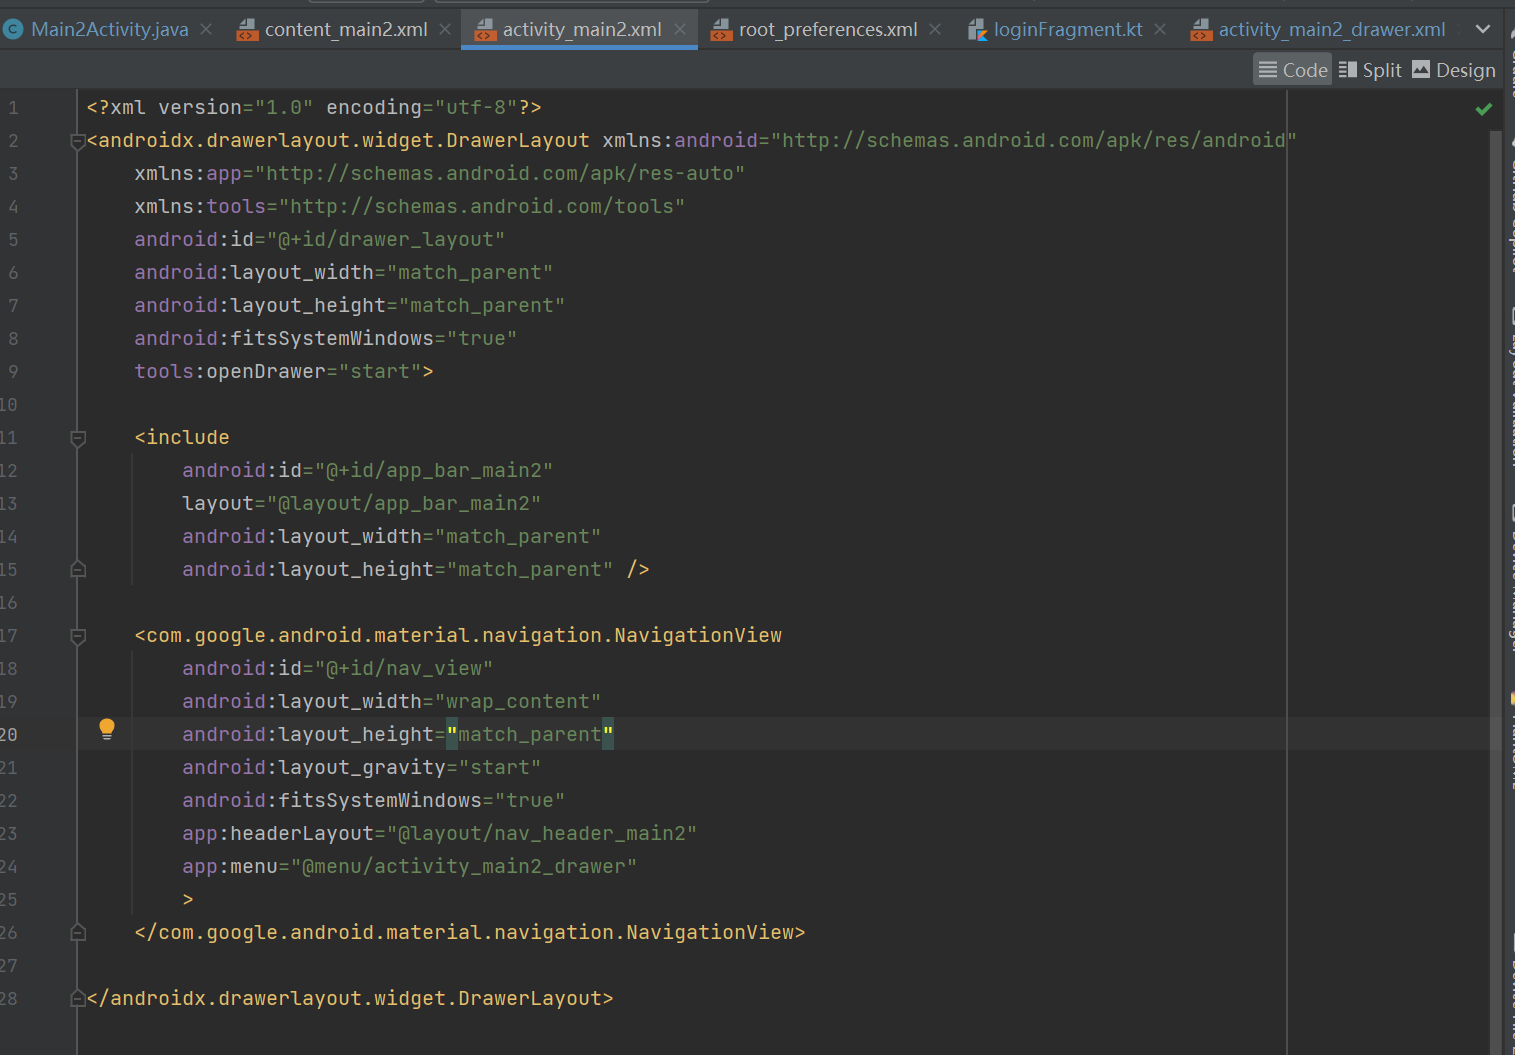 Main2Activity.java content_main2.xml activity_main2.xml root_preferences.xml loginFragment.kt activity_main2_drawer.xml
Code Split Design
1 <?xml version="1.0" encoding="utf-8"?>
2 <androidx.drawerlayout.widget.DrawerLayout xmlns:android="http://schemas.android.com/apk/res/android"
3 xmlns:app="http://schemas.android.com/apk/res-auto"
4 xmlns:tools="http://schemas.android.com/tools"
5 android:id="@+id/drawer_layout"
6 android:layout_width="match_parent"
7 android:layout_height="match_parent"
8 android:fitsSystemWindows="true"
9 tools:openDrawer="start">
10
11 <include
12 android:id="@+id/app_bar_main2"
13 layout="@layout/app_bar_main2"
14 android:layout_width="match_parent"
15 android:layout_height="match_parent" />
16
17 <com.google.android.material.navigation.NavigationView
18 android:id="@+id/nav_view"
19 android:layout_width="wrap_content"
20 android:layout_height="match_parent"
21 android:layout_gravity="start"
22 android:fitsSystemWindows="true"
23 app:headerLayout="@layout/nav_header_main2"
24 app:menu="@menu/activity_main2_drawer"
25 >
26 </com.google.android.material.navigation.NavigationView>
27
28 </androidx.drawerlayout.widget.DrawerLayout>